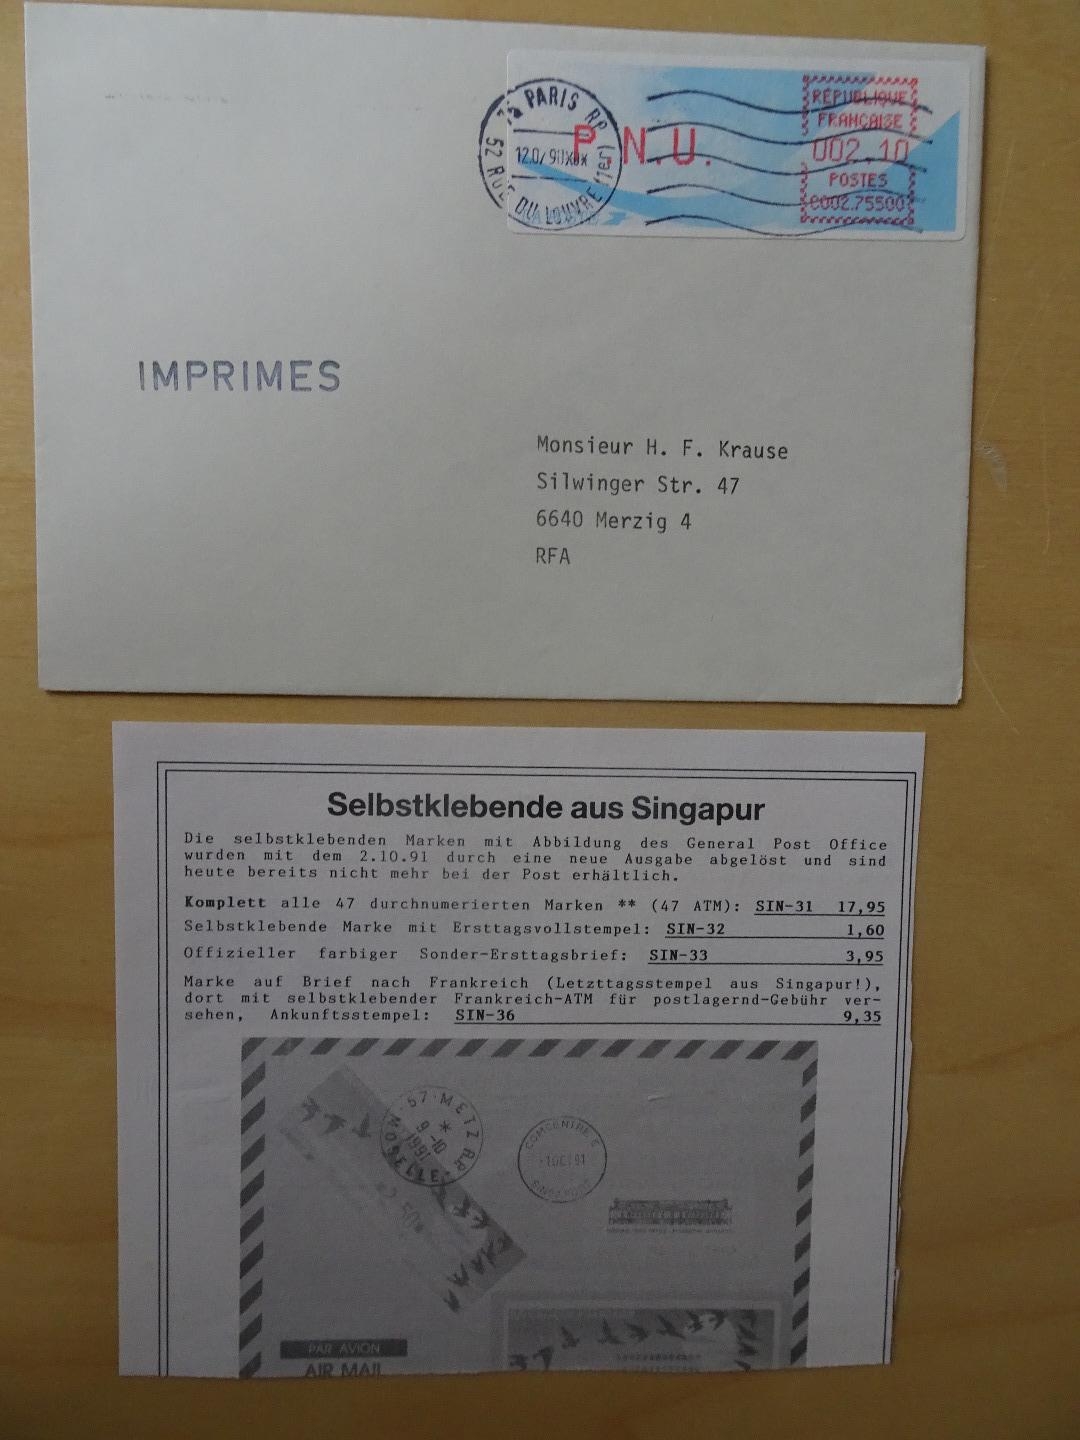 75 PARIS RP (1er)
52 RUE DU LOUVRE
P.N.U.
RÉPUBLIQUE
FRANÇAISE
002.10
POSTES
C002.75500
IMPRIMES
Monsieur H. F. Krause
Silwinger Str. 47
6640 Merzig 4
RFA
Selbstklebende aus Singapur
Die selbstklebenden Marken mit Abbildung des General Post Office
wurden mit dem 2.10.91 durch eine neue Ausgabe abgelöst und sind
heute bereits nicht mehr bei der Post erhältlich.
Komplett alle 47 durchnumerierten Marken ** (47 ATM): SIN-31 17,95
Selbstklebende Marke mit Ersttagsvollstempel: SIN-32 1,60
Offizieller farbiger Sonder-Ersttagsbrief: SIN-33 3,95
Marke auf Brief nach Frankreich (Letzttagsstempel aus Singapur!),
dort mit selbstklebender Frankreich-ATM für postlagernd-Gebühr ver-
sehen, Ankunftsstempel: SIN-36 9,35
57 · METZ R.P.
9-10
1991
MOSELLE
COMCENTRE
-1 OCT 91
SINGAPORE
PAR AVION
AIR MAIL